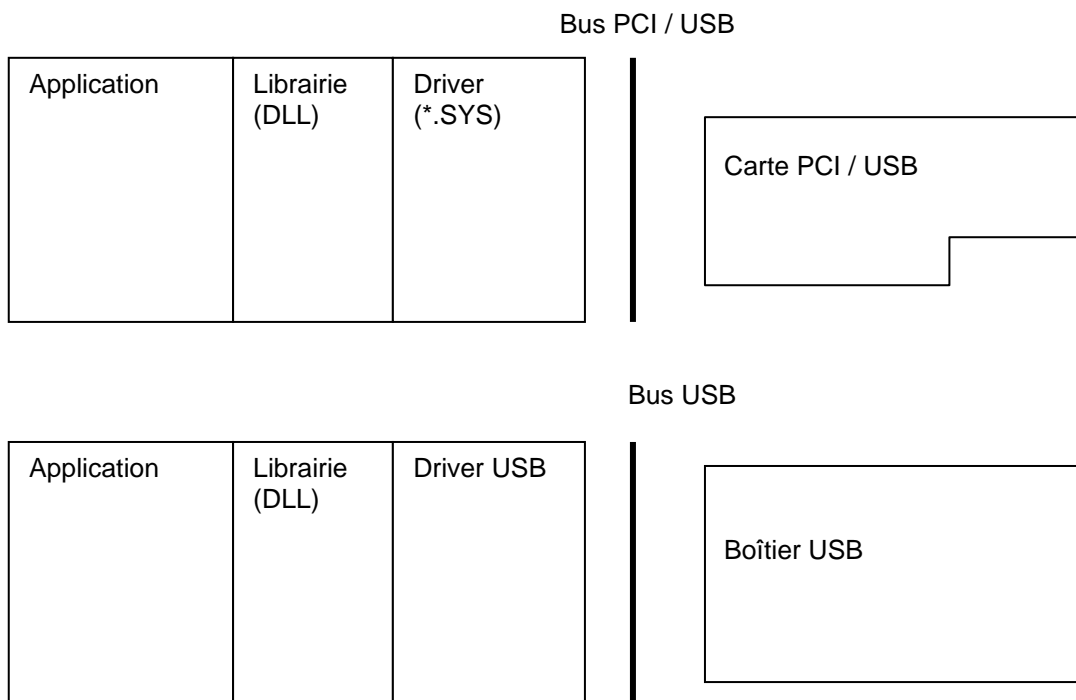 Bus PCI / USB
Application
Librairie
(DLL)
Driver
(*.SYS)
Carte PCI / USB
Bus USB
Application
Librairie
(DLL)
Driver USB
Boîtier USB